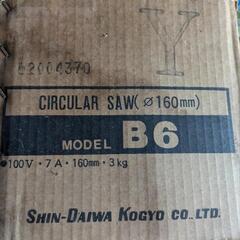 Y
62004370
CIRCULAR SAW(⌀160mm)
MODEL B6
●100V・7A・160mm・3kg
SHIN-DAIWA KOGYO CO.,LTD.